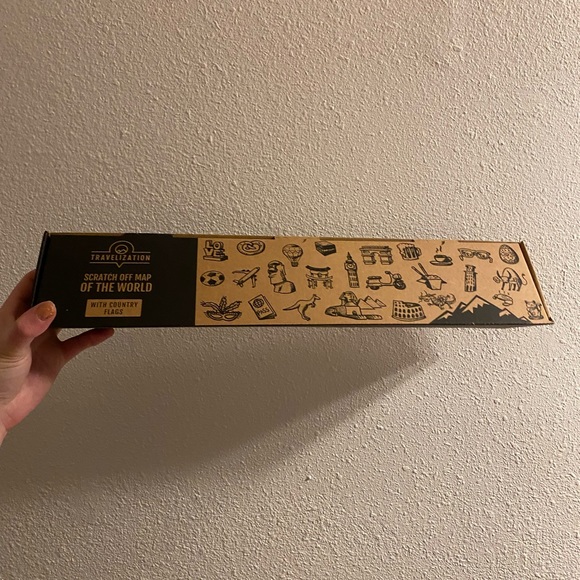 TRAVELIZATION
SCRATCH OFF MAP
OF THE WORLD
WITH COUNTRY
FLAGS